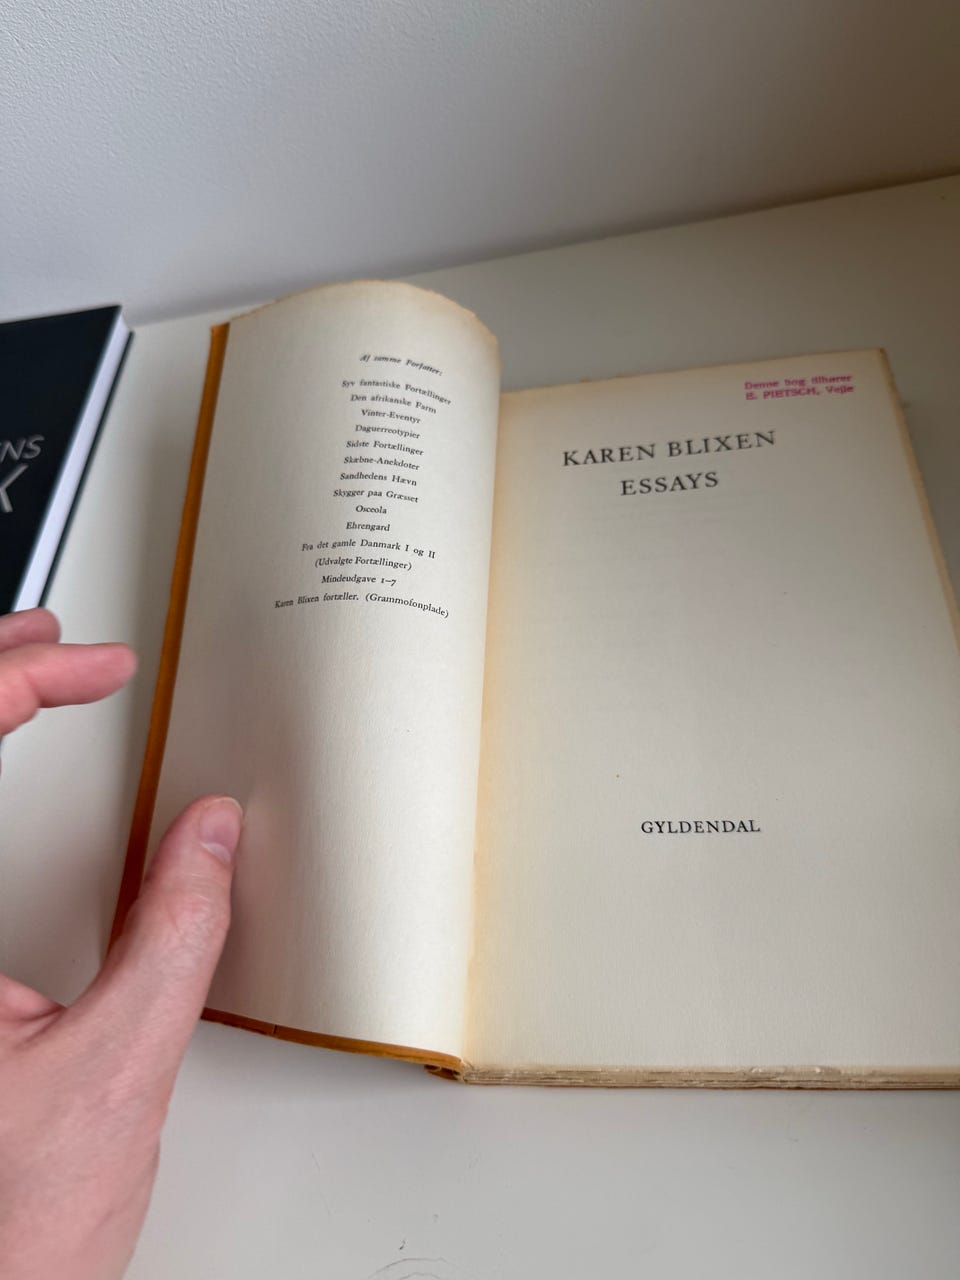 NS
K
Af samme Forfatter:
Syv fantastiske Fortællinger
Den afrikanske Farm
Vinter-Eventyr
Daguerreotypier
Sidste Fortællinger
Skæbne-Anekdoter
Sandhedens Hævn
Skygger paa Græsset
Osceola
Ehrengard
Fra det gamle Danmark I og II
(Udvalgte Fortællinger)
Mindeudgave 1–7
Karen Blixen fortæller. (Grammofonplade)
Denne bog tilhører
E. PIETSCH, Vejle
KAREN BLIXEN
ESSAYS
GYLDENDAL